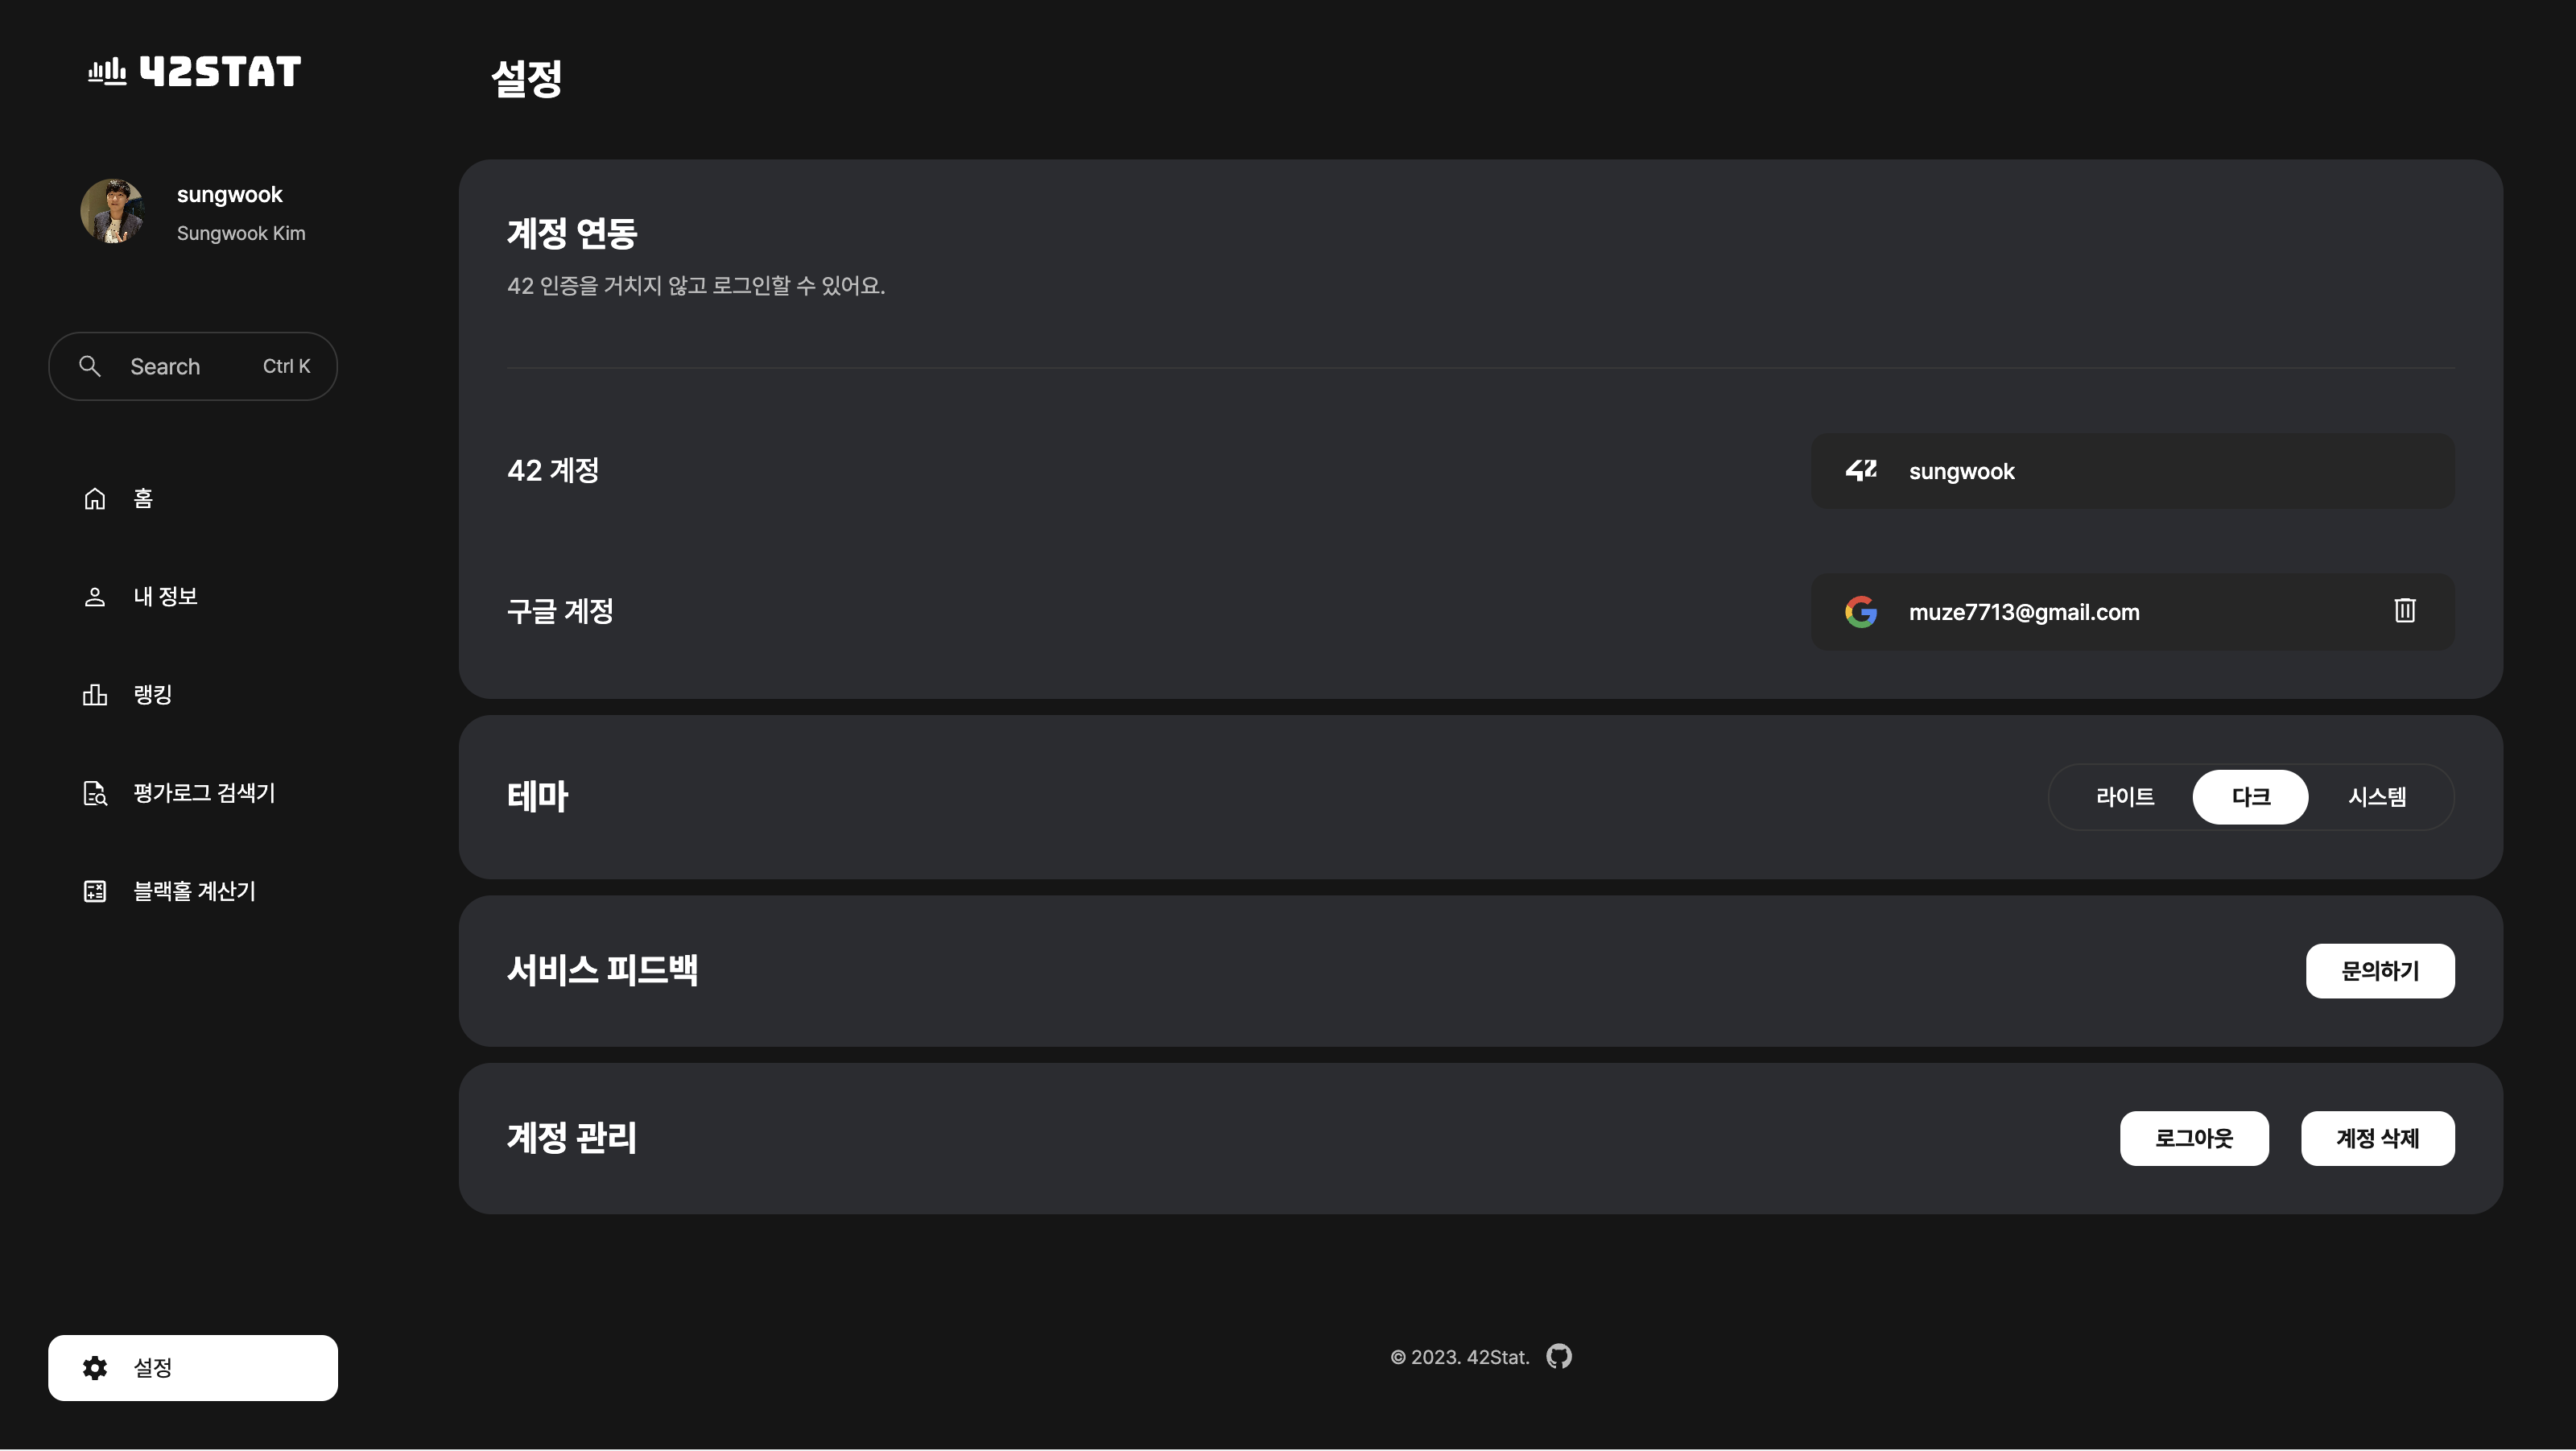 42STAT
sungwook
Sungwook Kim
Search Ctrl K
홈
내 정보
랭킹
평가로그 검색기
블랙홀 계산기
설정
설정
계정 연동
42 인증을 거치지 않고 로그인할 수 있어요.
42 계정
42 sungwook
구글 계정
muze7713@gmail.com
테마
라이트 다크 시스템
서비스 피드백
문의하기
계정 관리
로그아웃 계정 삭제
© 2023. 42Stat.